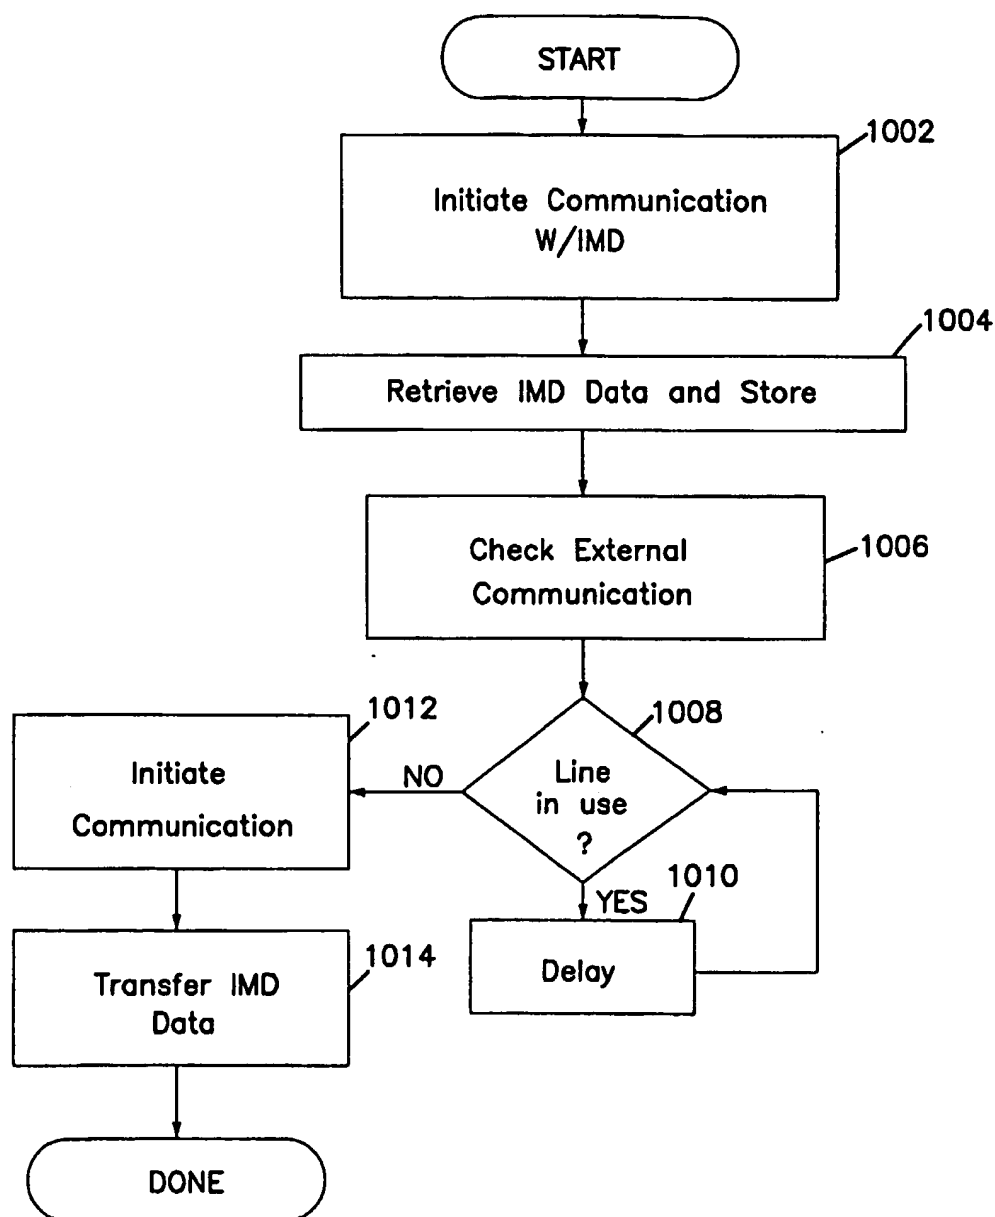 START
1002
Initiate Communication
W/IMD
1004
Retrieve IMD Data and Store
1006
Check External
Communication
1008
Line
in use
?
NO
YES
1012
Initiate
Communication
1010
Delay
1014
Transfer IMD
Data
DONE